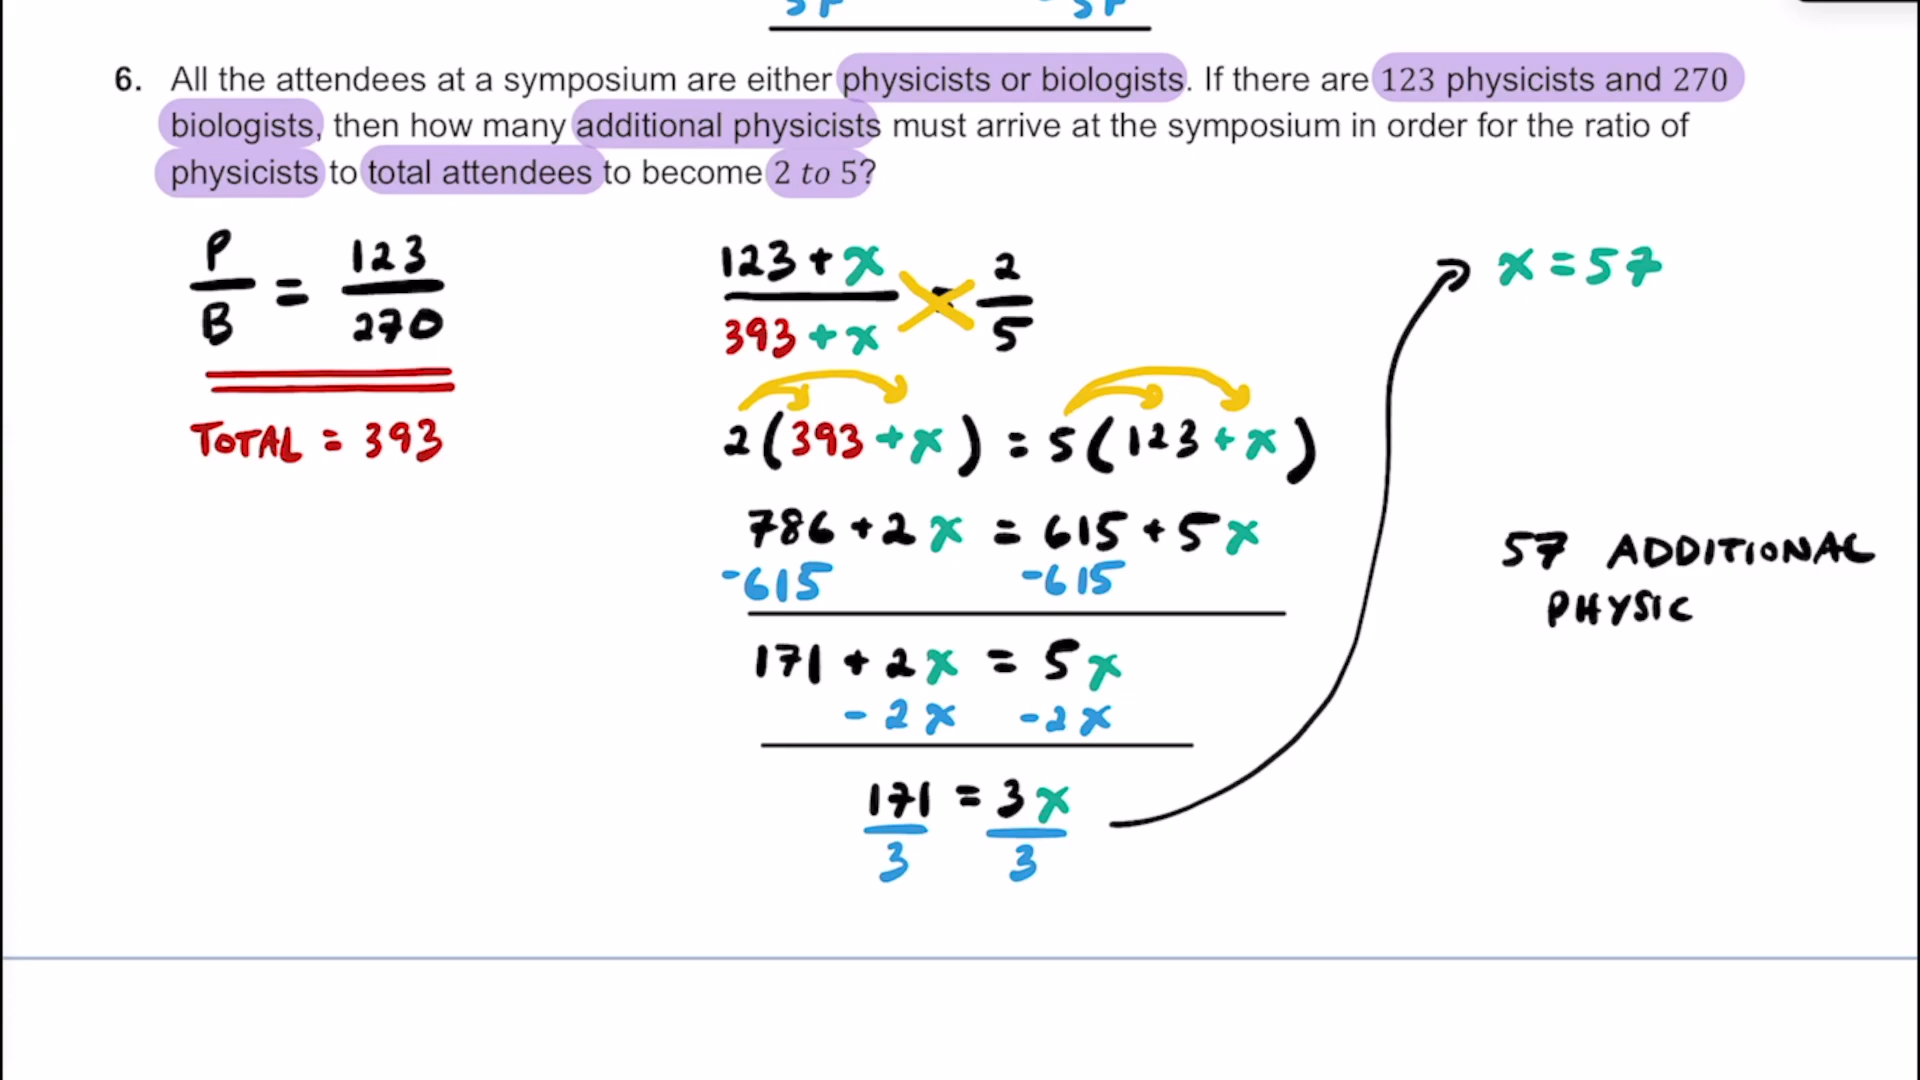 6. All the attendees at a symposium are either physicists or biologists. If there are 123 physicists and 270
biologists, then how many additional physicists must arrive at the symposium in order for the ratio of
physicists to total attendees to become 2 to 5?
P/B = 123/270
TOTAL = 393
123 + x / 393 + x = 2/5
2(393 + x) = 5(123 + x)
786 + 2x = 615 + 5x
-615 -615
171 + 2x = 5x
- 2x -2x
171 = 3x
3 3
x = 57
57 ADDITIONAL
PHYSIC